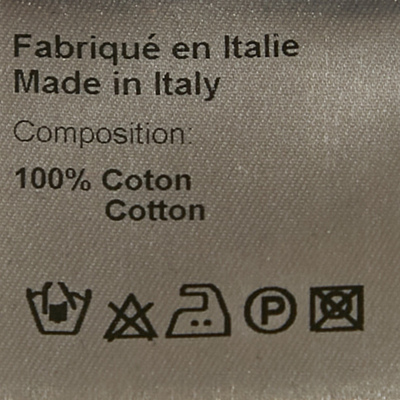 Fabriqué en Italie
Made in Italy
Composition:
100% Coton
Cotton
P